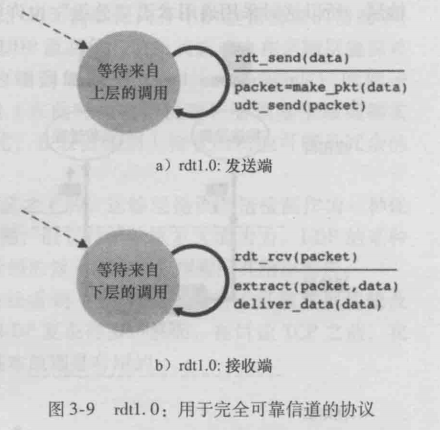 等待来自
上层的调用
rdt_send(data)
packet=make_pkt(data)
udt_send(packet)
a）rdt1.0: 发送端
等待来自
下层的调用
rdt_rcv(packet)
extract(packet,data)
deliver_data(data)
b）rdt1.0: 接收端
图 3-9 rdt1.0：用于完全可靠信道的协议